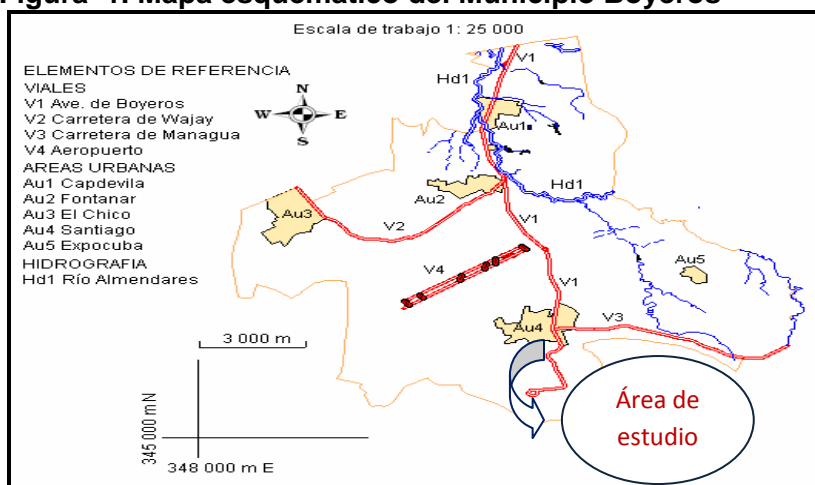 Figura 1. Mapa esquemático del Municipio Boyeros
Escala de trabajo 1: 25 000
ELEMENTOS DE REFERENCIA
VIALES
V1 Ave. de Boyeros
V2 Carretera de Wajay
V3 Carretera de Managua
V4 Aeropuerto
AREAS URBANAS
Au1 Capdevila
Au2 Fontanar
Au3 El Chico
Au4 Santiago
Au5 Expocuba
HIDROGRAFIA
Hd1 Río Almendares
N
W
E
S
Hd1
V1
Au1
Hd1
Au2
Au3
V2
V1
Au5
V4
V1
Au4
V3
3 000 m
345 000 mN
348 000 m E
Área de
estudio